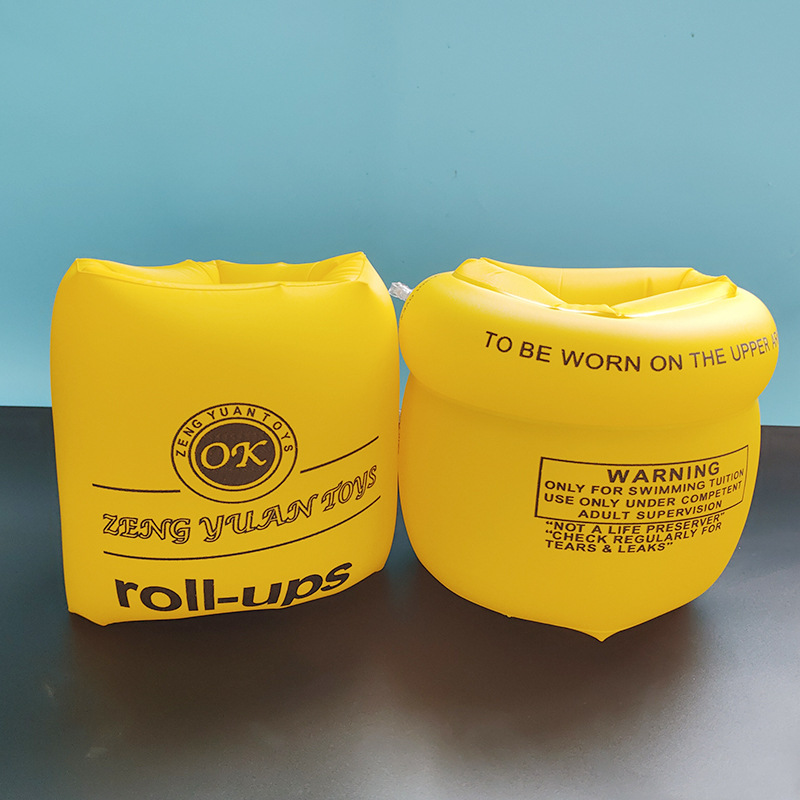 ZENG YUAN TOYS
OK
ZENG YUAN TOYS
roll-ups
TO BE WORN ON THE UPPER
WARNING
ONLY FOR SWIMMING TUITION
USE ONLY UNDER COMPETENT
ADULT SUPERVISION
"NOT A LIFE PRESERVER"
"CHECK REGULARLY FOR
TEARS & LEAKS"